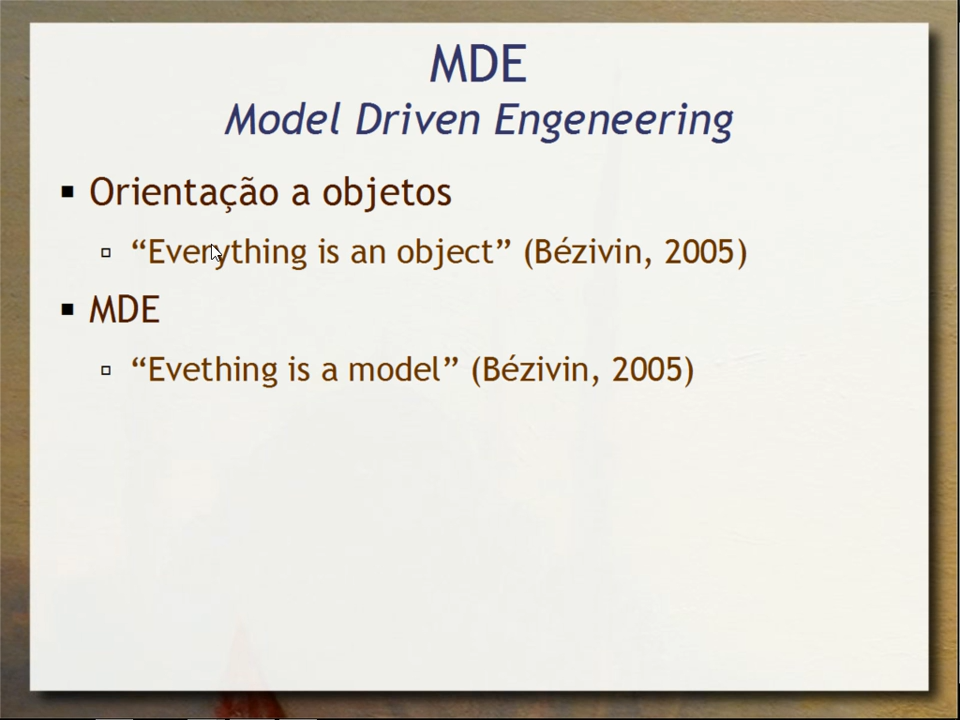 MDE
Model Driven Engeneering
Orientação a objetos
“Everything is an object” (Bézivin, 2005)
MDE
“Evething is a model” (Bézivin, 2005)